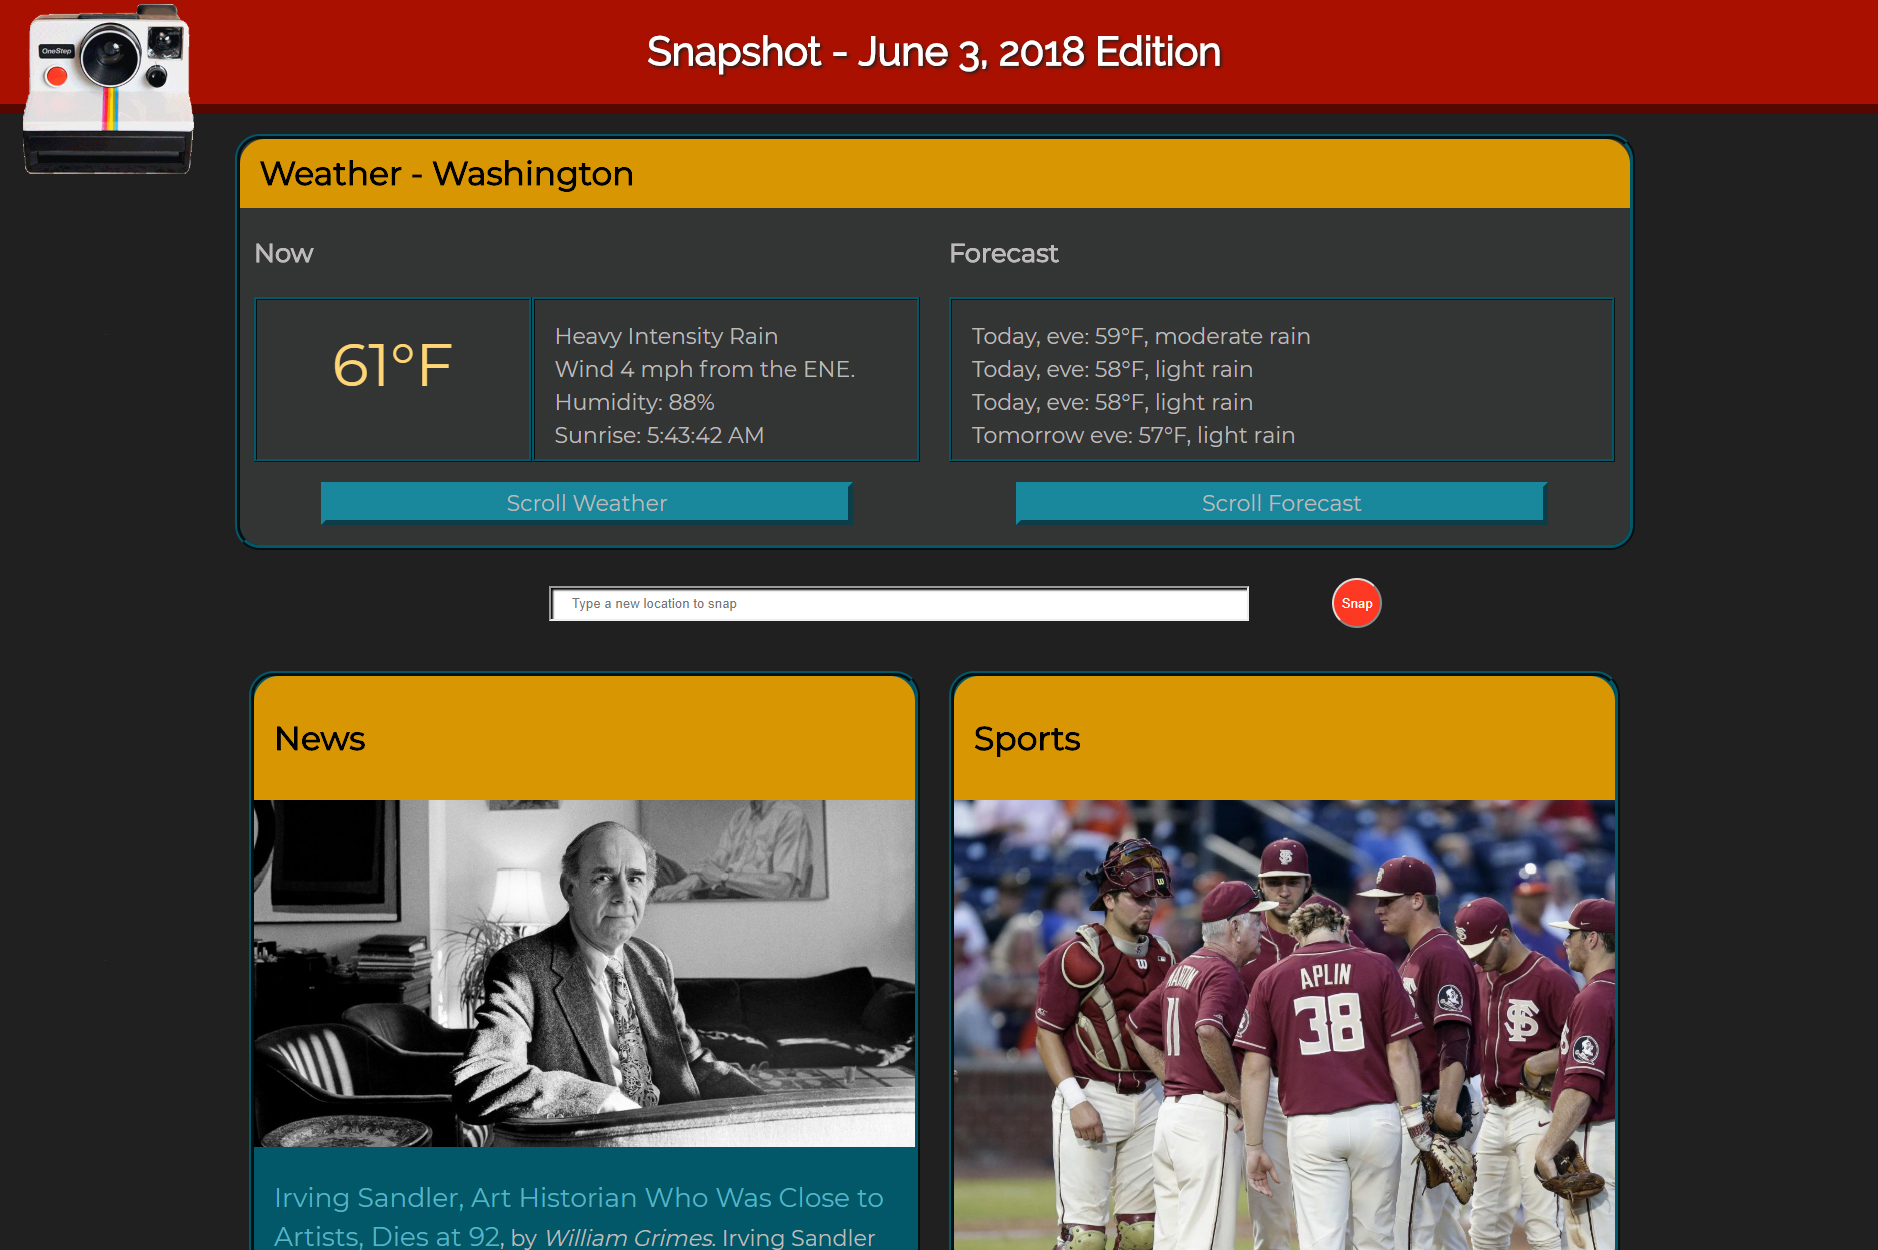 OneStep
Snapshot - June 3, 2018 Edition
Weather - Washington
Now
Forecast
61°F
Heavy Intensity Rain
Wind 4 mph from the ENE.
Humidity: 88%
Sunrise: 5:43:42 AM
Today, eve: 59°F, moderate rain
Today, eve: 58°F, light rain
Today, eve: 58°F, light rain
Tomorrow eve: 57°F, light rain
Scroll Weather
Scroll Forecast
Type a new location to snap
Snap
News
Sports
MARTIN
11
APLIN
38
Irving Sandler, Art Historian Who Was Close to
Artists, Dies at 92, by William Grimes. Irving Sandler